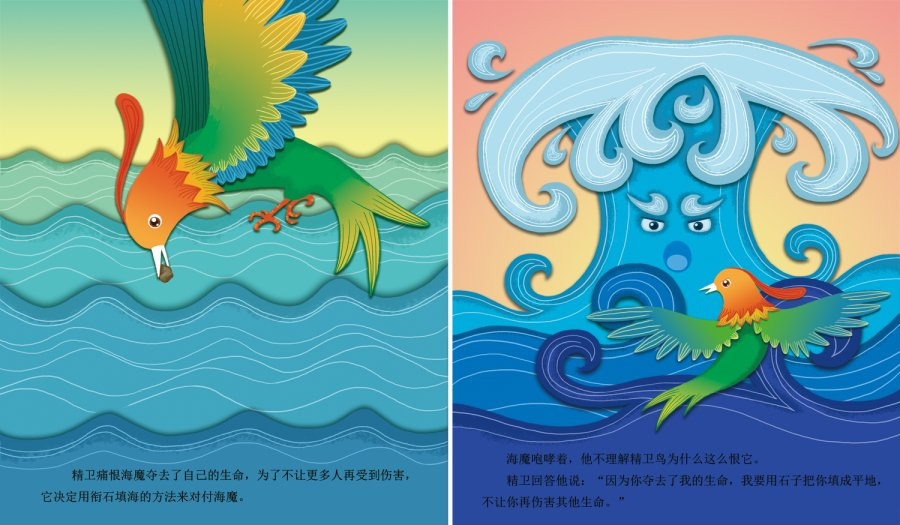 精卫痛恨海魔夺去了自己的生命，为了不让更多人再受到伤害，
它决定用衔石填海的方法来对付海魔。
海魔咆哮着，他不理解精卫鸟为什么这么恨它。
精卫回答他说：“因为你夺去了我的生命，我要用石子把你填成平地，
不让你再伤害其他生命。”